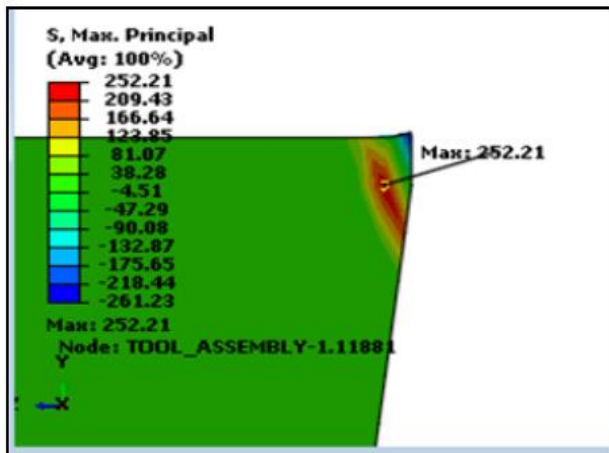 S, Max. Principal
(Avg: 100%)
252.21
209.43
166.64
123.85
81.07
38.28
-4.51
-47.29
-90.08
-132.87
-175.65
-218.44
-261.23
Max: 252.21
Max: 252.21
Node: TOOL_ASSEMBLY-1.11881
Y
Z
X